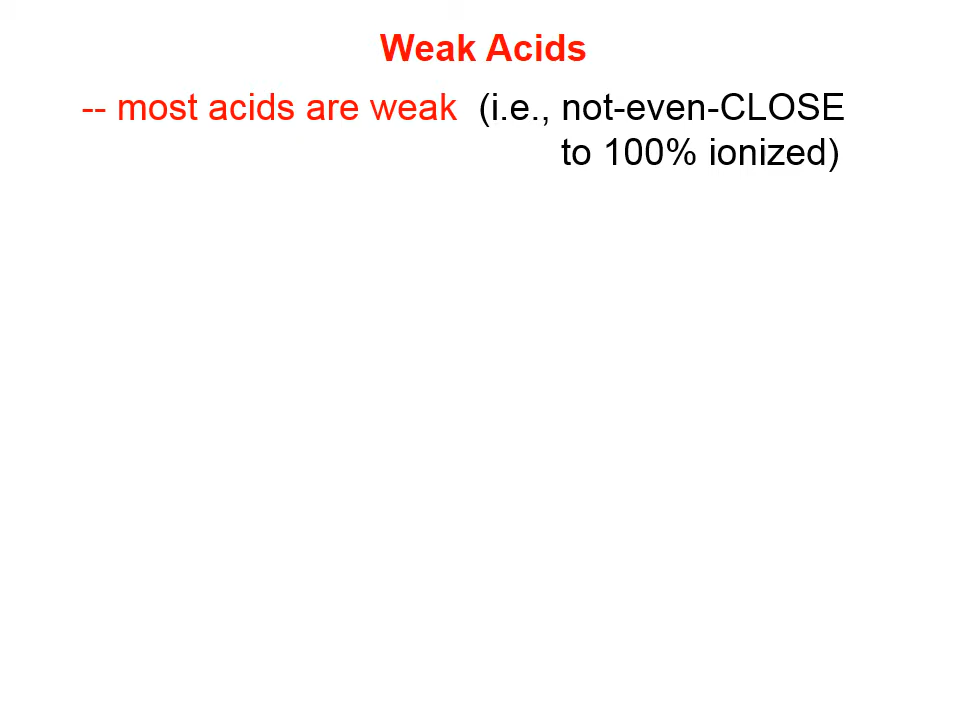 Weak Acids
-- most acids are weak (i.e., not-even-CLOSE
to 100% ionized)